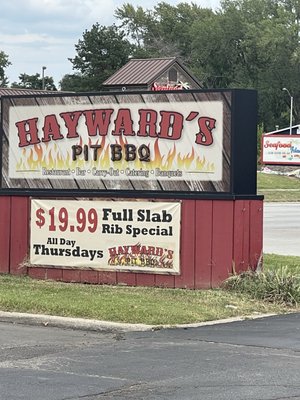 HAYWARD'S
PIT BBQ
Restaurant • Bar • Carry-Out • Catering • Banquets
$19.99 Full Slab
All Day Rib Special
Thursdays
HAYWARD'S
PIT BBQ
Seafood